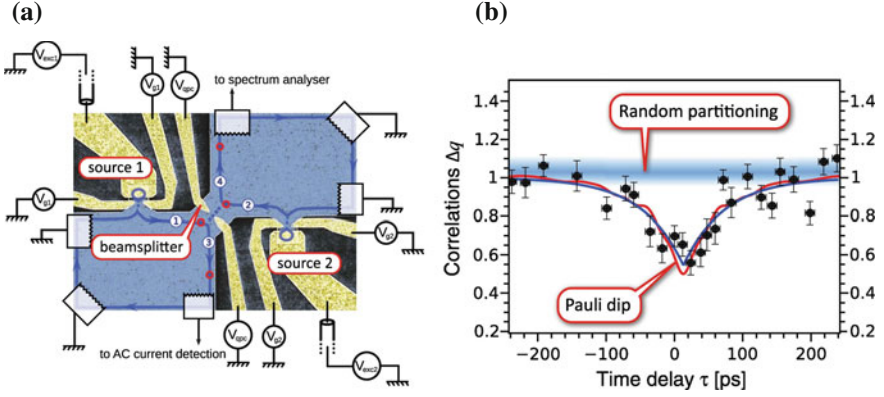 (a)
V_exc1
V_g1
V_qpc
to spectrum analyser
source 1
V_g1
4
2
1
3
beamsplitter
source 2
V_g2
to AC current detection
V_qpc
V_g2
V_exc2
(b)
Random partitioning
Pauli dip
Correlations Δq
1.4
1.2
1
0.8
0.6
0.4
0.2
1.4
1.2
1
0.8
0.6
0.4
0.2
−200 −100 0 100 200
Time delay τ [ps]